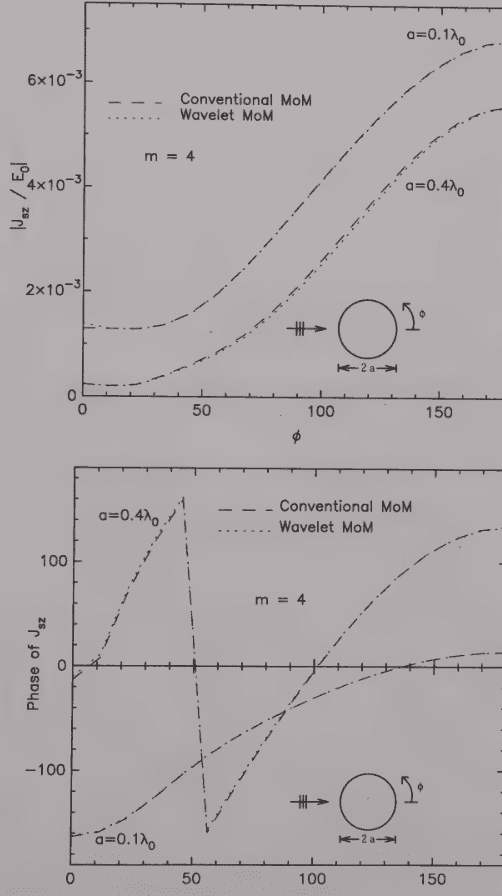 a=0.1λ₀
6×10⁻³
— — Conventional MoM
······ Wavelet MoM
m = 4
|J_sz / E₀|
4×10⁻³
a=0.4λ₀
2×10⁻³
ϕ
2a
0
0 50 100 150
ϕ
a=0.4λ₀
— — Conventional MoM
······ Wavelet MoM
100
m = 4
Phase of J_sz
0
−100
ϕ
a=0.1λ₀
2a
0 50 100 150